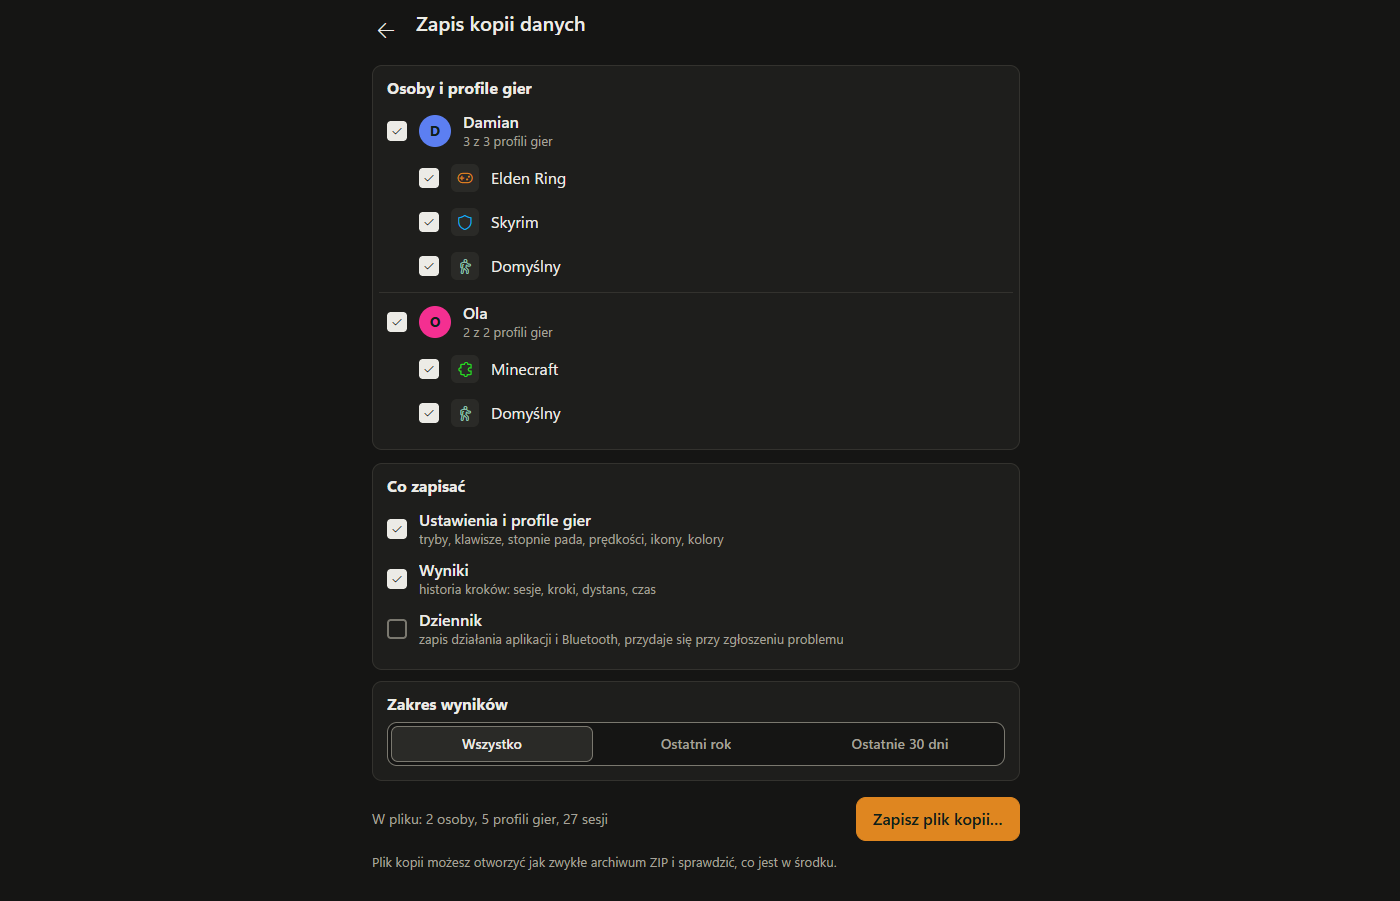 Zapis kopii danych
Osoby i profile gier
D
Damian
3 z 3 profili gier
Elden Ring
Skyrim
Domyślny
O
Ola
2 z 2 profili gier
Minecraft
Domyślny
Co zapisać
Ustawienia i profile gier
tryby, klawisze, stopnie pada, prędkości, ikony, kolory
Wyniki
historia kroków: sesje, kroki, dystans, czas
Dziennik
zapis działania aplikacji i Bluetooth, przydaje się przy zgłoszeniu problemu
Zakres wyników
Wszystko
Ostatni rok
Ostatnie 30 dni
W pliku: 2 osoby, 5 profili gier, 27 sesji
Zapisz plik kopii...
Plik kopii możesz otworzyć jak zwykłe archiwum ZIP i sprawdzić, co jest w środku.